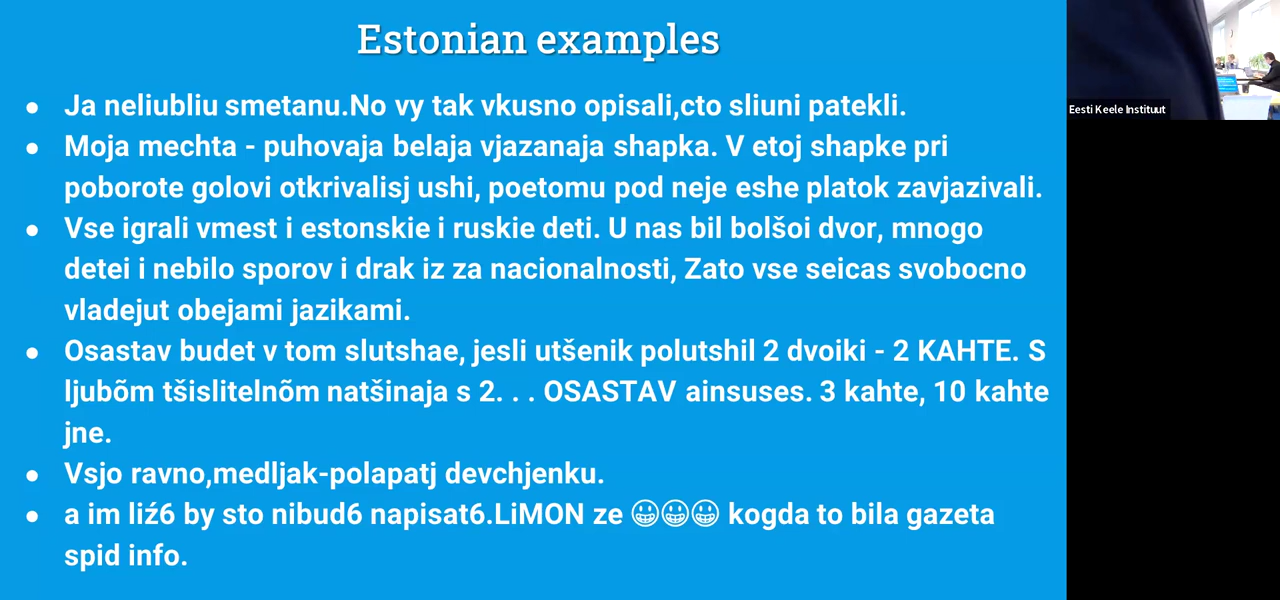 Estonian examples
Eesti Keele Instituut
● Ja neliubliu smetanu.No vy tak vkusno opisali,cto sliuni patekli.
● Moja mechta - puhovaja belaja vjazanaja shapka. V etoj shapke pri
poborote golovi otkrivalisj ushi, poetomu pod neje eshe platok zavjazivali.
● Vse igrali vmest i estonskie i ruskie deti. U nas bil bolšoi dvor, mnogo
detei i nebilo sporov i drak iz za nacionalnosti, Zato vse seicas svobocno
vladejut obejami jazikami.
● Osastav budet v tom slutshae, jesli utšenik polutshil 2 dvoiki - 2 KAHTE. S
ljubõm tšislitelnõm natšinaja s 2. . . OSASTAV ainsuses. 3 kahte, 10 kahte
jne.
● Vsjo ravno,medljak-polapatj devchjenku.
● a im liź6 by sto nibud6 napisat6.LiMON ze 😀😀😀 kogda to bila gazeta
spid info.